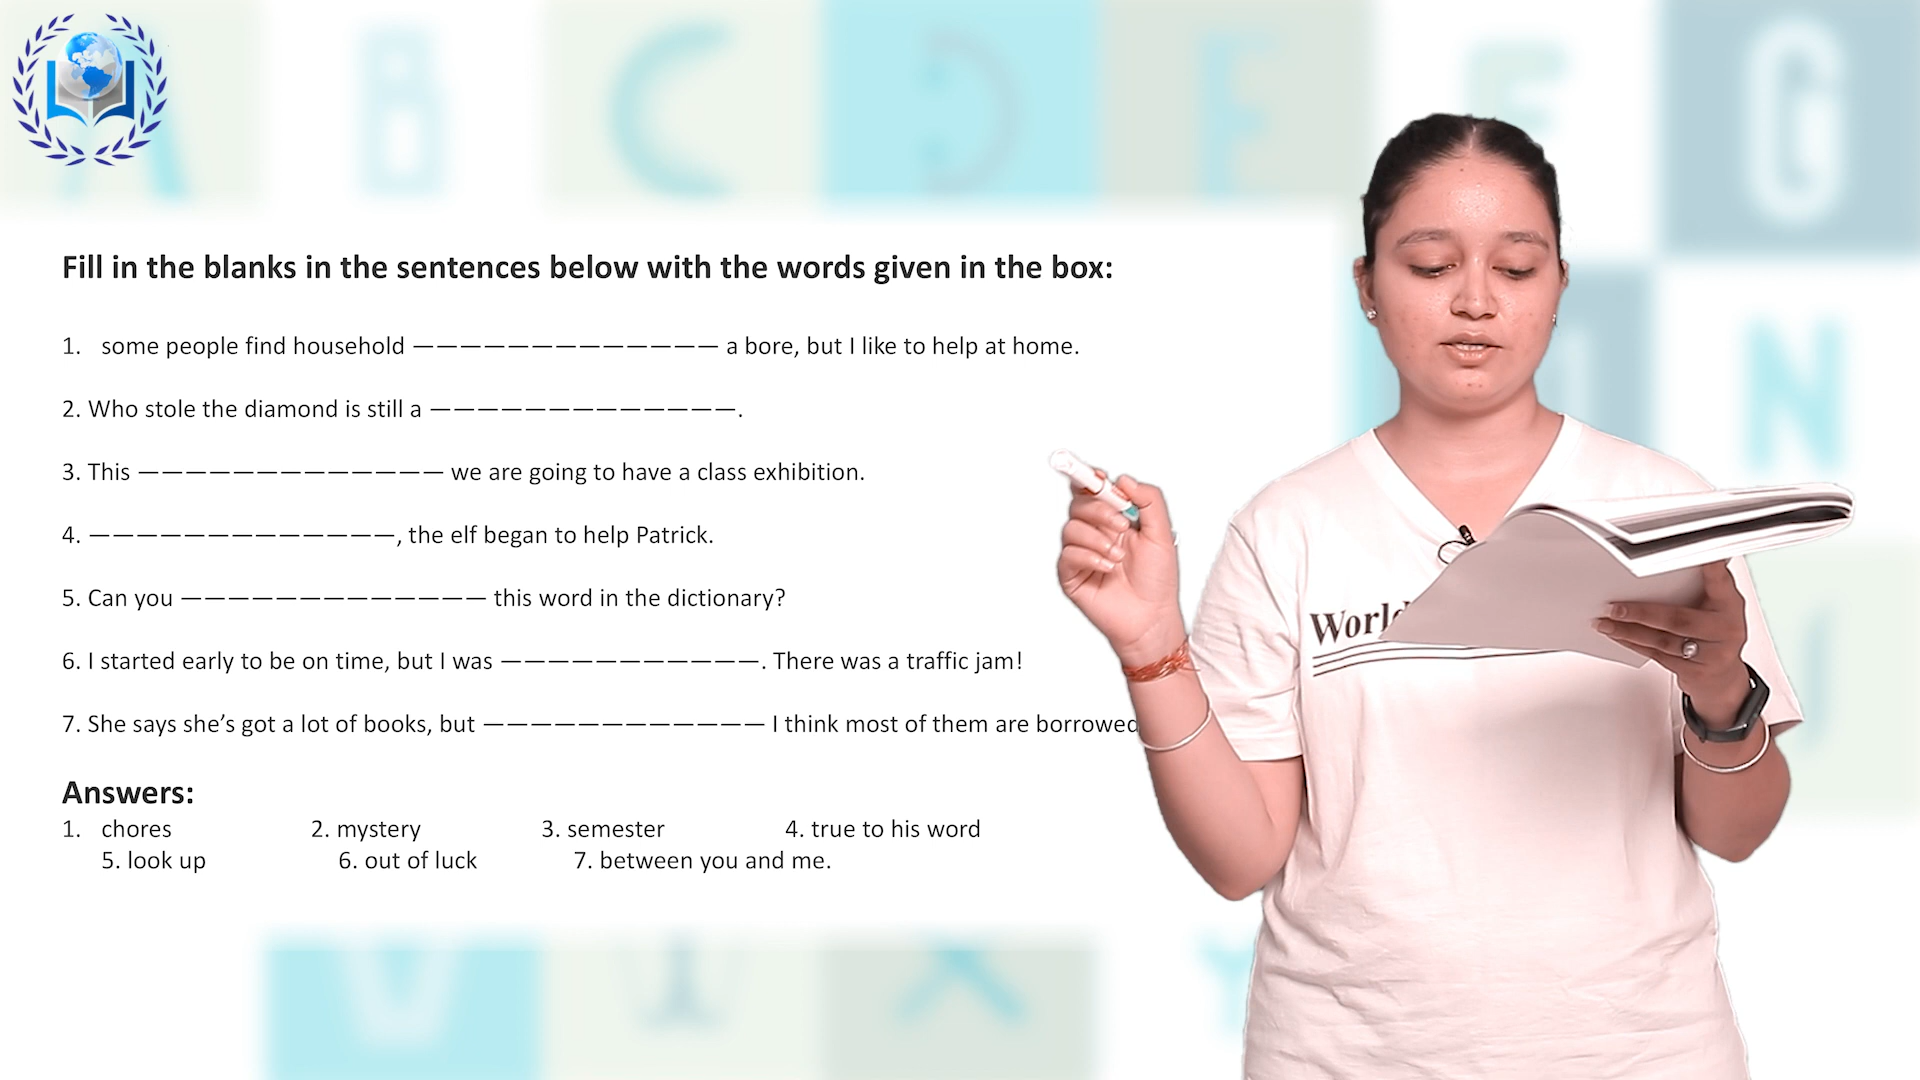 A B C D E F G
Fill in the blanks in the sentences below with the words given in the box:
1. some people find household ————————————— a bore, but I like to help at home.
2. Who stole the diamond is still a —————————————.
3. This ————————————— we are going to have a class exhibition.
4. —————————————, the elf began to help Patrick.
5. Can you ————————————— this word in the dictionary?
6. I started early to be on time, but I was ———————————. There was a traffic jam!
7. She says she’s got a lot of books, but ———————————— I think most of them are borrowed
World
N
Answers:
1. chores 2. mystery 3. semester 4. true to his word
5. look up 6. out of luck 7. between you and me.
V X Y